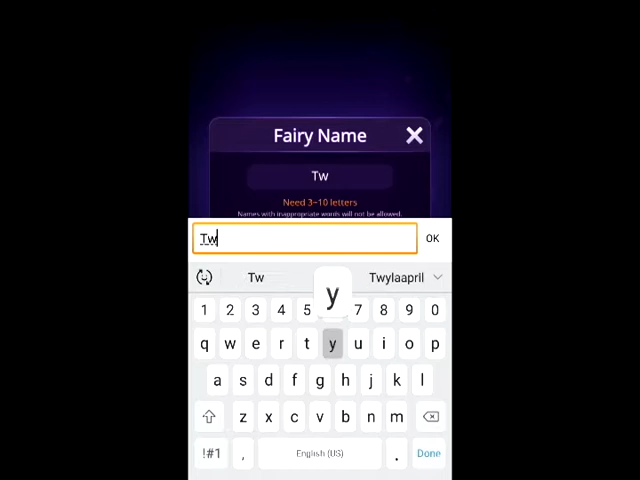 Fairy Name
Tw
Need 3~10 letters
Names with inappropriate words will not be allowed.
Tw
OK
Tw
Twylaapril
y
1 2 3 4 5 7 8 9 0
q w e r t y u i o p
a s d f g h j k l
z x c v b n m
!#1 , English (US) . Done